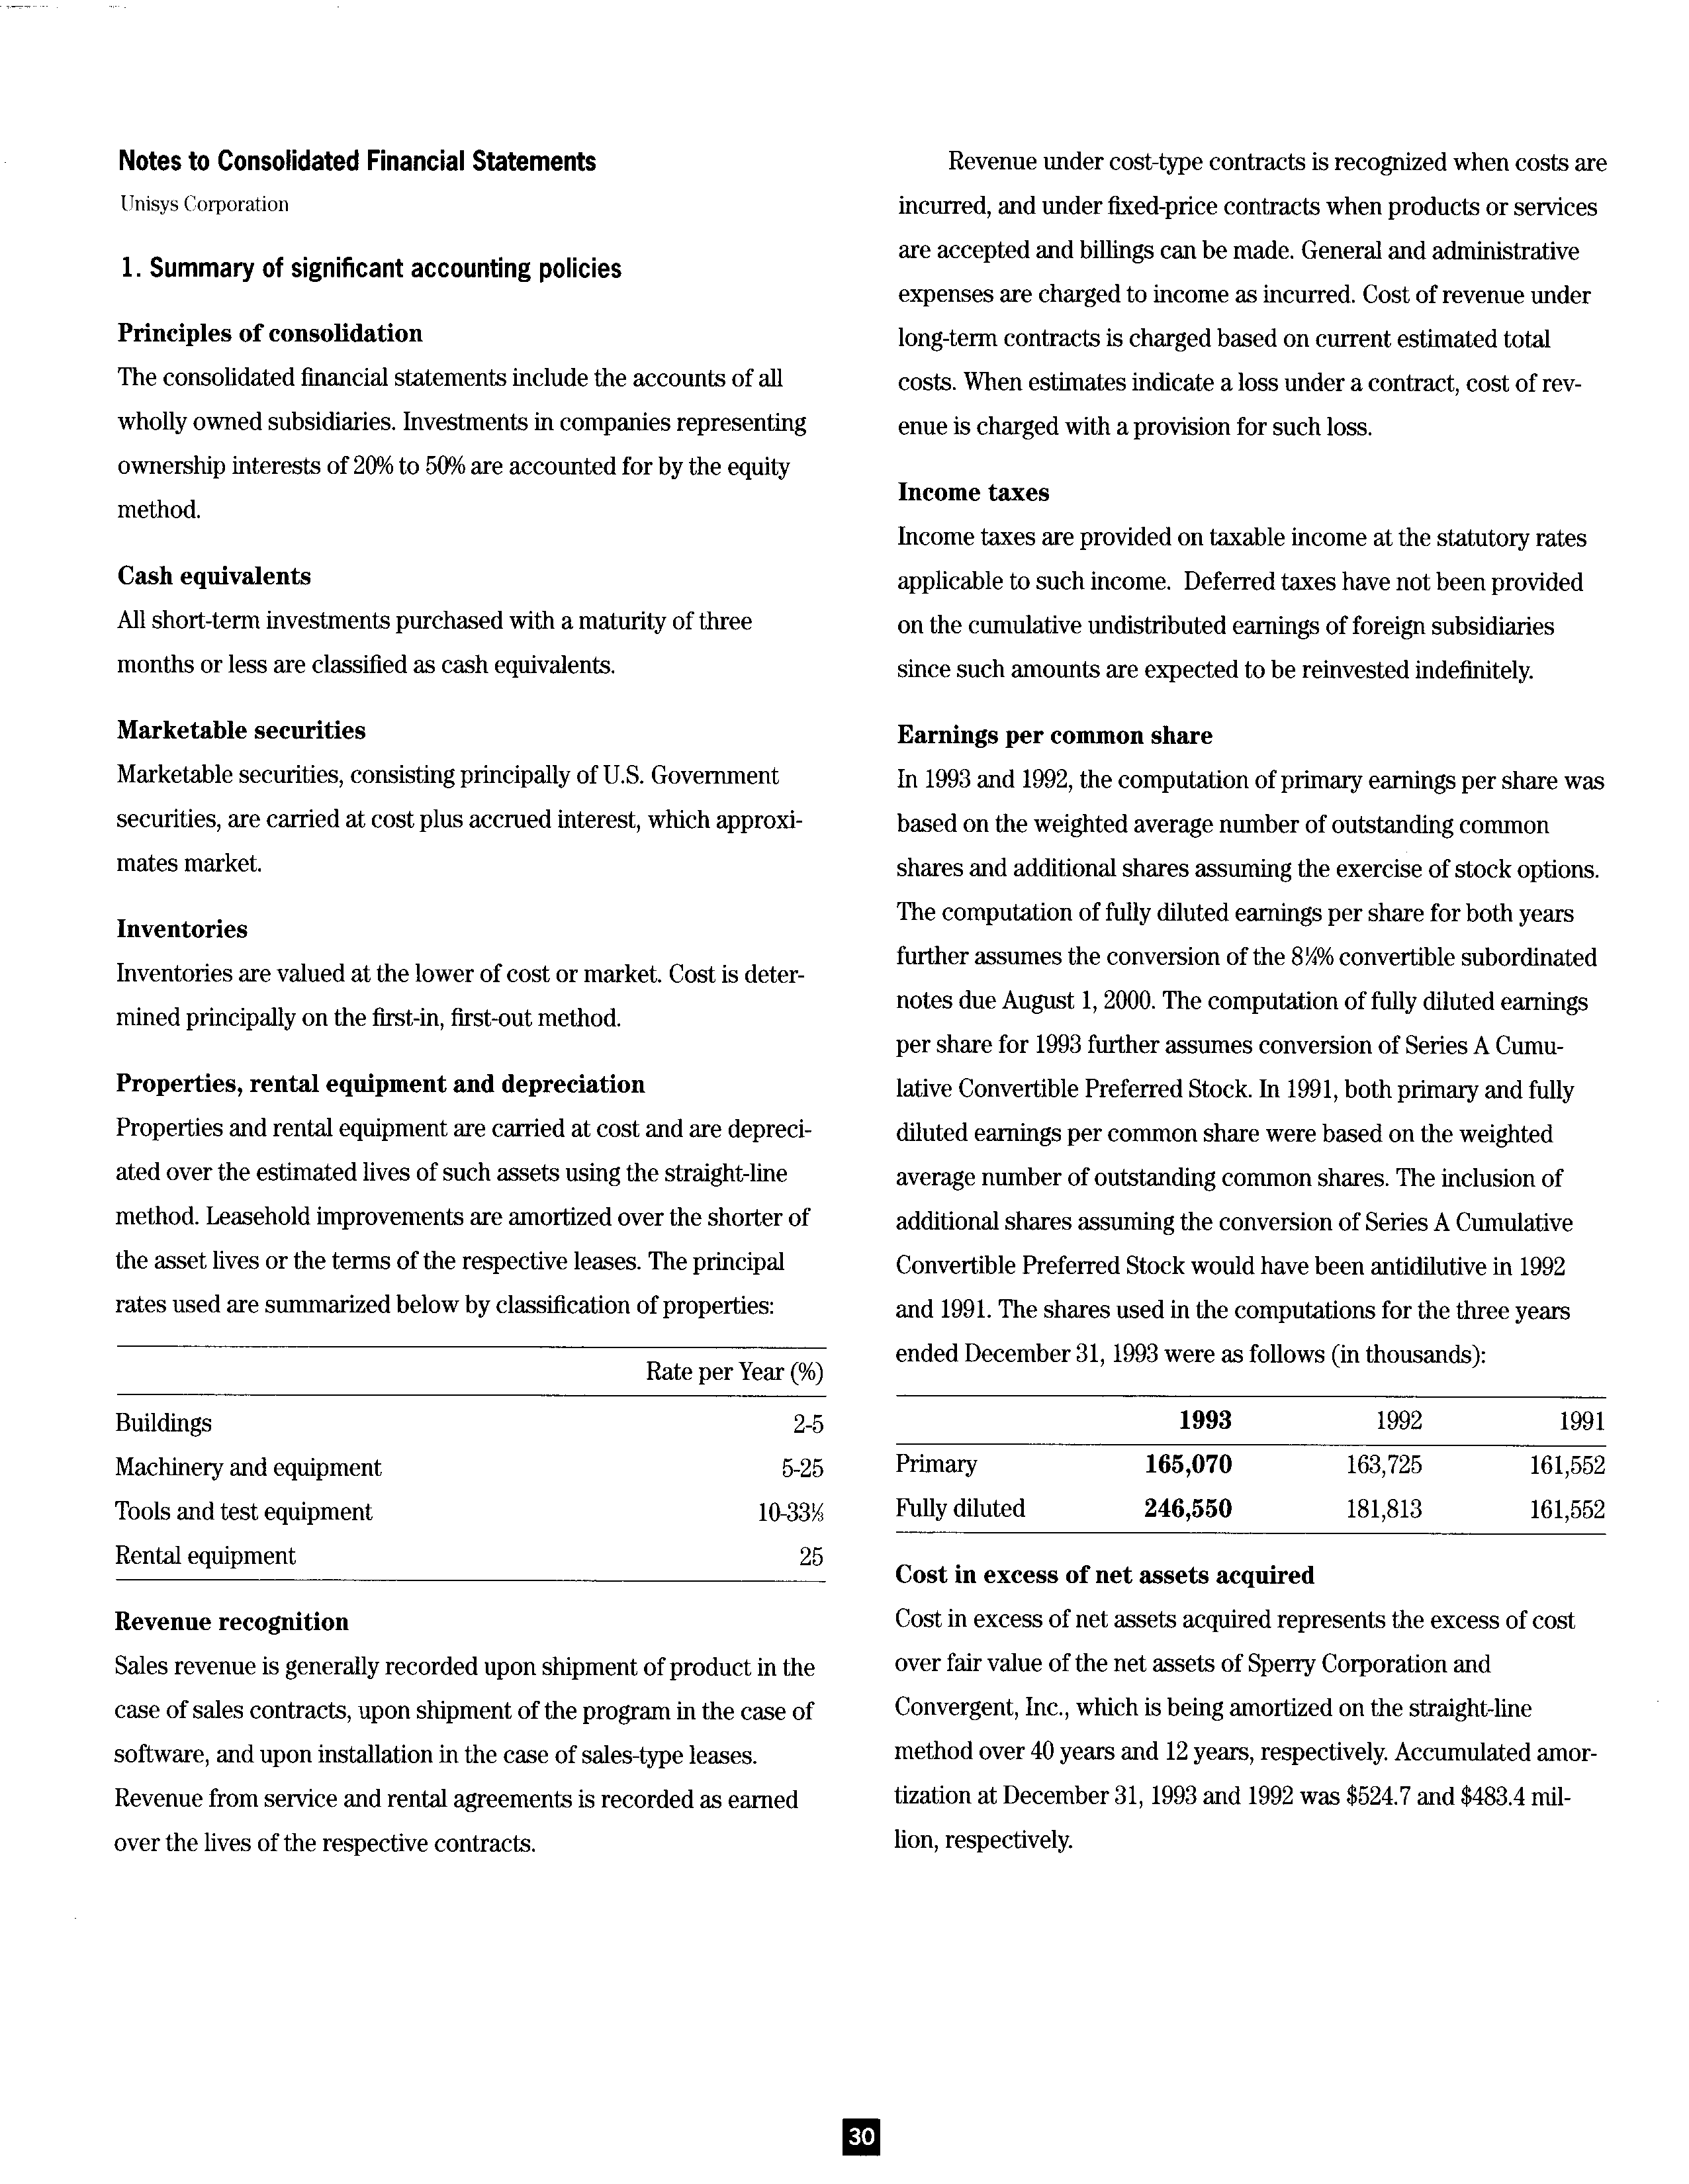 Notes to Consolidated Financial Statements
Unisys Corporation
1. Summary of significant accounting policies
Principles of consolidation
The consolidated financial statements include the accounts of all
wholly owned subsidiaries. Investments in companies representing
ownership interests of 20% to 50% are accounted for by the equity
method.
Cash equivalents
All short-term investments purchased with a maturity of three
months or less are classified as cash equivalents.
Marketable securities
Marketable securities, consisting principally of U.S. Government
securities, are carried at cost plus accrued interest, which approxi-
mates market.
Inventories
Inventories are valued at the lower of cost or market. Cost is deter-
mined principally on the first-in, first-out method.
Properties, rental equipment and depreciation
Properties and rental equipment are carried at cost and are depreci-
ated over the estimated lives of such assets using the straight-line
method. Leasehold improvements are amortized over the shorter of
the asset lives or the terms of the respective leases. The principal
rates used are summarized below by classification of properties:
Rate per Year (%)
Buildings 2-5
Machinery and equipment 5-25
Tools and test equipment 10-33⅓
Rental equipment 25
Revenue recognition
Sales revenue is generally recorded upon shipment of product in the
case of sales contracts, upon shipment of the program in the case of
software, and upon installation in the case of sales-type leases.
Revenue from service and rental agreements is recorded as earned
over the lives of the respective contracts.
Revenue under cost-type contracts is recognized when costs are
incurred, and under fixed-price contracts when products or services
are accepted and billings can be made. General and administrative
expenses are charged to income as incurred. Cost of revenue under
long-term contracts is charged based on current estimated total
costs. When estimates indicate a loss under a contract, cost of rev-
enue is charged with a provision for such loss.
Income taxes
Income taxes are provided on taxable income at the statutory rates
applicable to such income. Deferred taxes have not been provided
on the cumulative undistributed earnings of foreign subsidiaries
since such amounts are expected to be reinvested indefinitely.
Earnings per common share
In 1993 and 1992, the computation of primary earnings per share was
based on the weighted average number of outstanding common
shares and additional shares assuming the exercise of stock options.
The computation of fully diluted earnings per share for both years
further assumes the conversion of the 8¼% convertible subordinated
notes due August 1, 2000. The computation of fully diluted earnings
per share for 1993 further assumes conversion of Series A Cumu-
lative Convertible Preferred Stock. In 1991, both primary and fully
diluted earnings per common share were based on the weighted
average number of outstanding common shares. The inclusion of
additional shares assuming the conversion of Series A Cumulative
Convertible Preferred Stock would have been antidilutive in 1992
and 1991. The shares used in the computations for the three years
ended December 31, 1993 were as follows (in thousands):
1993 1992 1991
Primary 165,070 163,725 161,552
Fully diluted 246,550 181,813 161,552
Cost in excess of net assets acquired
Cost in excess of net assets acquired represents the excess of cost
over fair value of the net assets of Sperry Corporation and
Convergent, Inc., which is being amortized on the straight-line
method over 40 years and 12 years, respectively. Accumulated amor-
tization at December 31, 1993 and 1992 was $524.7 and $483.4 mil-
lion, respectively.
30